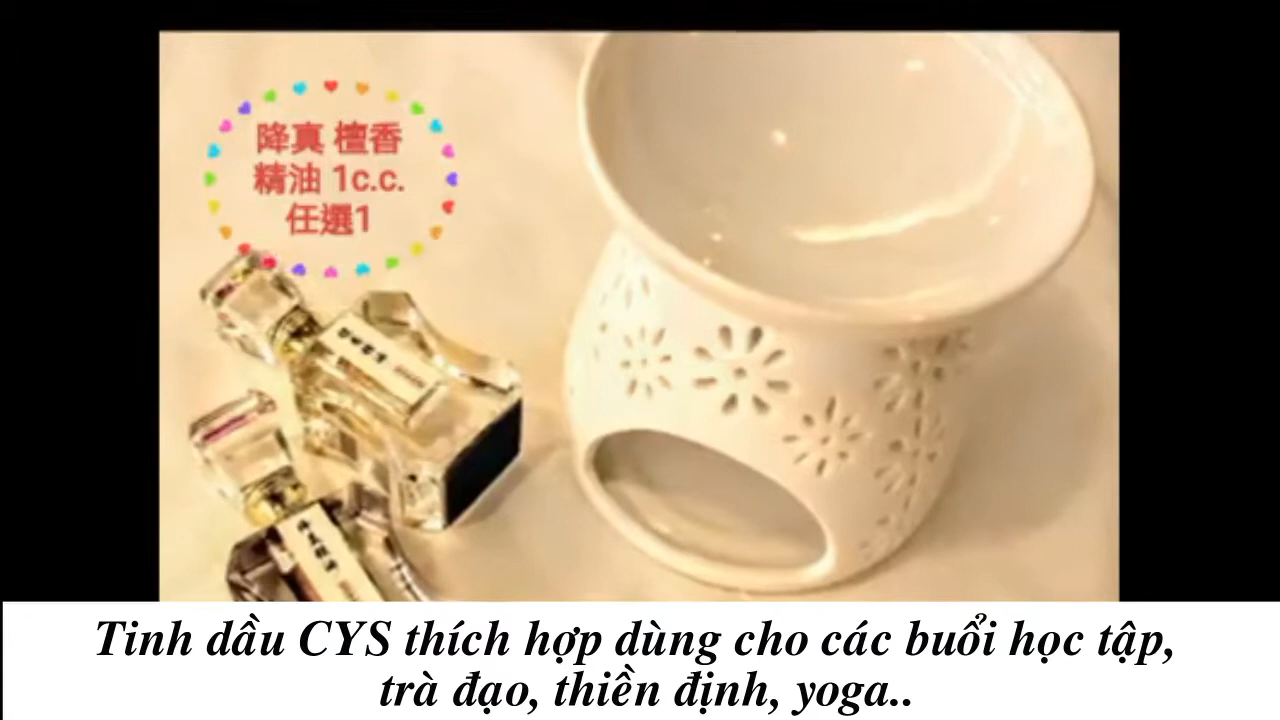 降真 檀香
精油 1c.c.
任選1
Tinh dầu CYS thích hợp dùng cho các buổi học tập,
trà đạo, thiền định, yoga..